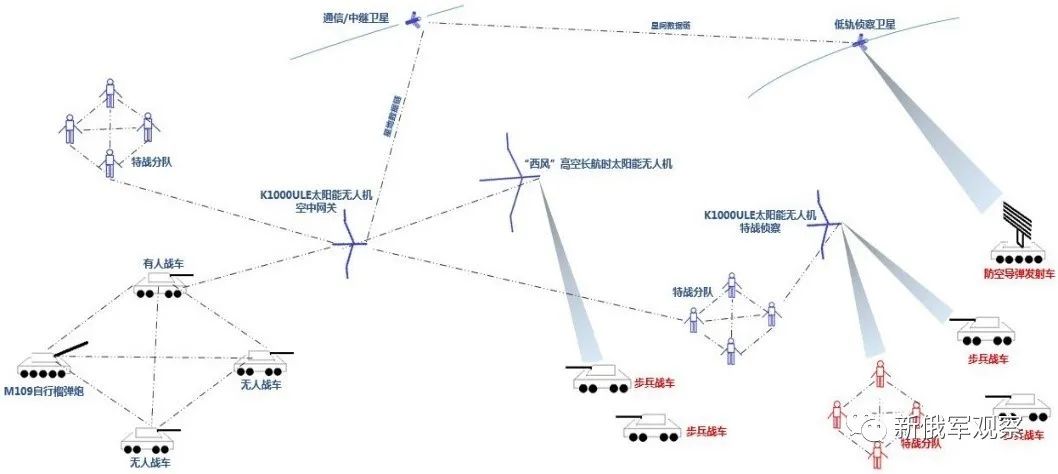 通信/中继卫星
星间数据链
低轨侦察卫星
星地数据链
特战分队
“西风”高空长航时太阳能无人机
K1000ULE太阳能无人机
空中网关
K1000ULE太阳能无人机
特战侦察
防空导弹发射车
有人战车
特战分队
步兵战车
M109自行榴弹炮
无人战车
步兵战车
无人战车
步兵战车
特战分队
步兵战车
新俄军观察